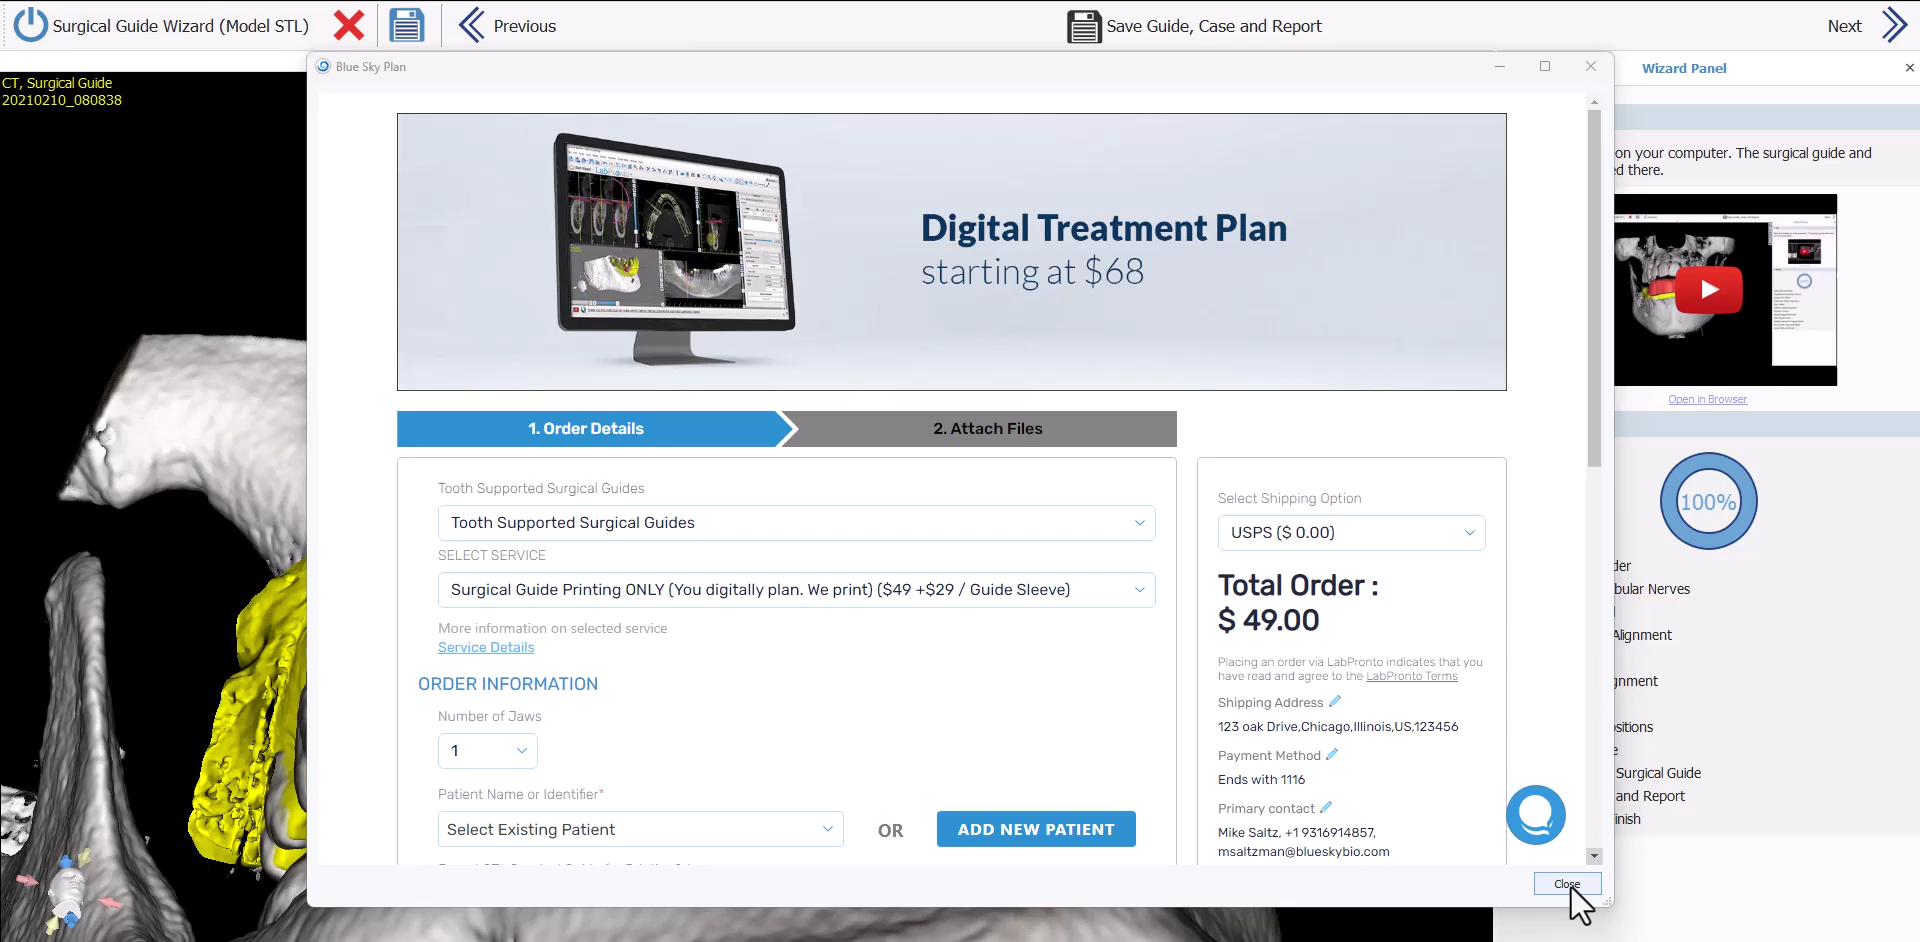 Surgical Guide Wizard (Model STL)
Previous
Save Guide, Case and Report
Next
CT, Surgical Guide
20210210_080838
Blue Sky Plan
Wizard Panel
on your computer. The surgical guide and
ed there.
Open in Browser
100%
der
bular Nerves
Alignment
gnment
sitions
Surgical Guide
and Report
inish
LabPronto
Digital Treatment Plan
starting at $68
1. Order Details
2. Attach Files
Tooth Supported Surgical Guides
Tooth Supported Surgical Guides
SELECT SERVICE
Surgical Guide Printing ONLY (You digitally plan. We print) ($49 +$29 / Guide Sleeve)
More information on selected service
Service Details
ORDER INFORMATION
Number of Jaws
1
Patient Name or Identifier*
Select Existing Patient
OR
ADD NEW PATIENT
Select Shipping Option
USPS ($ 0.00)
Total Order :
$ 49.00
Placing an order via LabPronto indicates that you
have read and agree to the LabPronto Terms
Shipping Address
123 oak Drive,Chicago,Illinois,US,123456
Payment Method
Ends with 1116
Primary contact
Mike Saltz, +1 9316914857,
msaltzman@blueskybio.com
Close